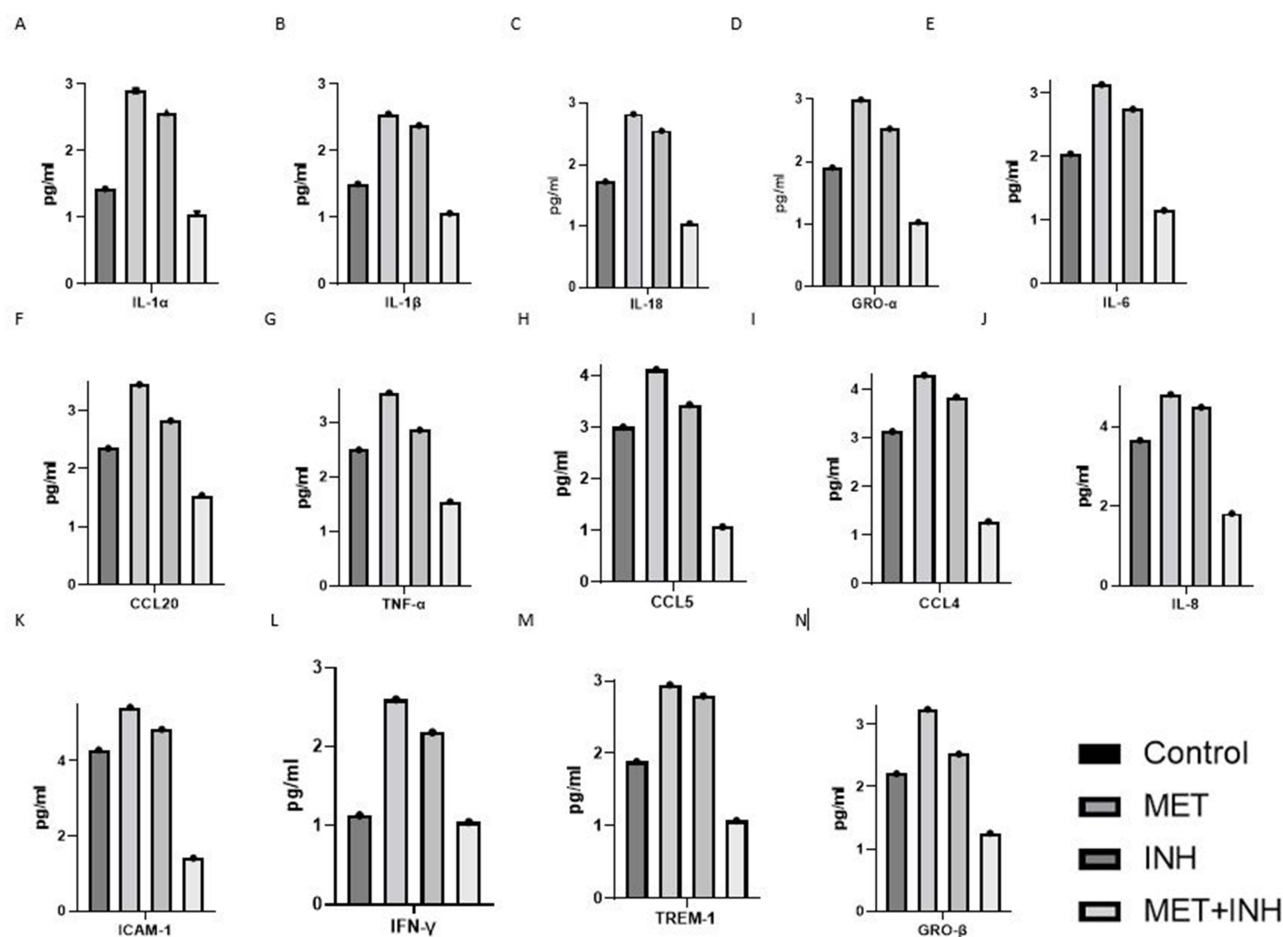 A B C D E
3 2 1 0 pg/ml IL-1α
3 2 1 0 pg/ml IL-1β
3 2 1 0 pg/ml IL-18
3 2 1 0 pg/ml GRO-α
3 2 1 0 pg/ml IL-6
F G H I J
3 2 1 0 pg/ml CCL20
3 2 1 0 pg/ml TNF-α
4 3 2 1 0 pg/ml CCL5
4 3 2 1 0 pg/ml CCL4
4 2 0 pg/ml IL-8
K L M N
4 2 0 pg/ml ICAM-1
3 2 1 0 pg/ml IFN-γ
3 2 1 0 pg/ml TREM-1
3 2 1 0 pg/ml GRO-β
Control
MET
INH
MET+INH